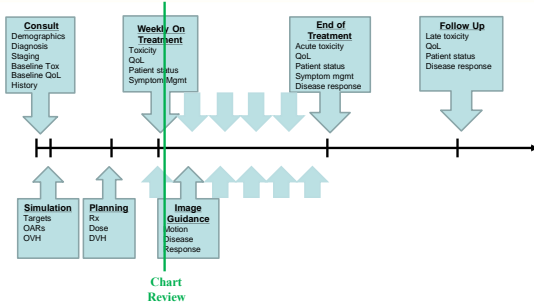 Consult
Demographics
Diagnosis
Staging
Baseline Tox
Baseline QoL
History
Weekly On
Treatment
Toxicity
QoL
Patient status
Symptom Mgmt
End of
Treatment
Acute toxicity
QoL
Patient status
Symptom mgmt
Disease response
Follow Up
Late toxicity
QoL
Patient status
Disease response
Simulation
Targets
OARs
OVH
Planning
Rx
Dose
DVH
Image
Guidance
Motion
Disease
Response
Chart
Review